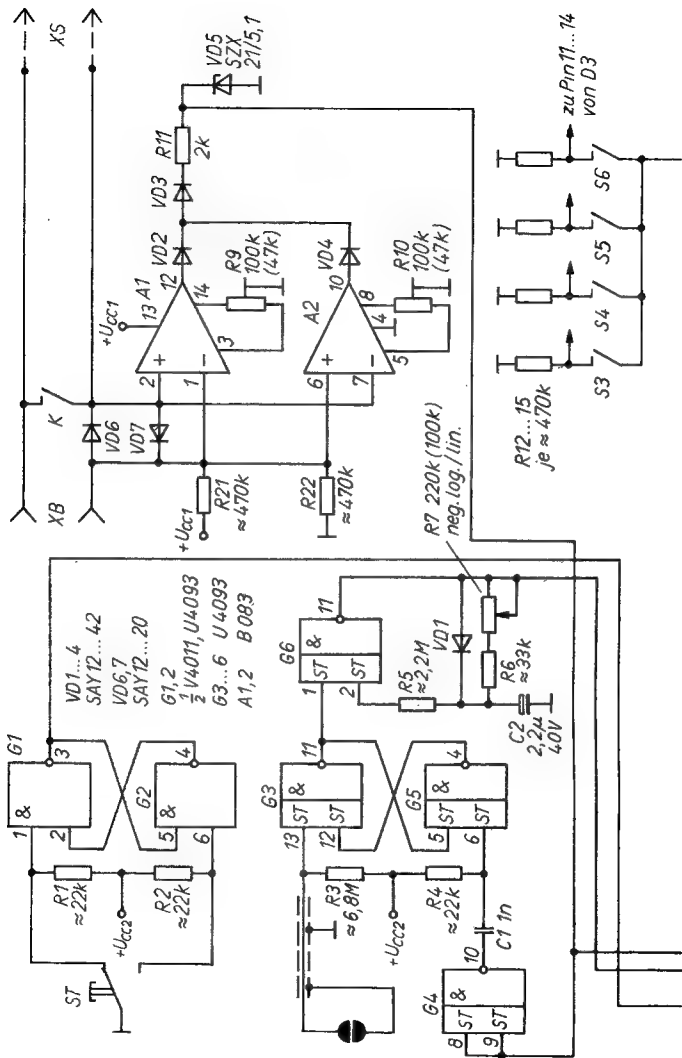 XB
K
XS
VD6
VD7
+UCC1
13
A1
2
+
12
VD2
VD3
R11
2k
VD5
SZX
21/5,1
1
−
14
3
R9
100k
(47k)
R21
≈470k
+UCC1
R22
≈470k
6
+
A2
10
VD4
7
−
4
8
5
R10
100k
(47k)
R12...15
je ≈470k
S3
S4
S5
S6
zu Pin 11...14
von D3
ST
R1
≈22k
+UCC2
R2
≈22k
1
&
G1
3
2
5
G2
4
6
VD1...4
SAY12...42
VD6,7
SAY12...20
G1,2
½ V4011, U4093
G3...6 U4093
A1,2 B083
R3
≈6,8M
+UCC2
R4
≈22k
C1 1n
13
ST
&
G3
11
12
ST
5
ST
&
G5
4
6
ST
8
ST
&
G4
10
9
ST
1
ST
&
G6
11
2
ST
R5
≈2,2M
VD1
R6
≈33k
R7 220k (100k)
neg. log./lin.
C2
2,2µ
40V